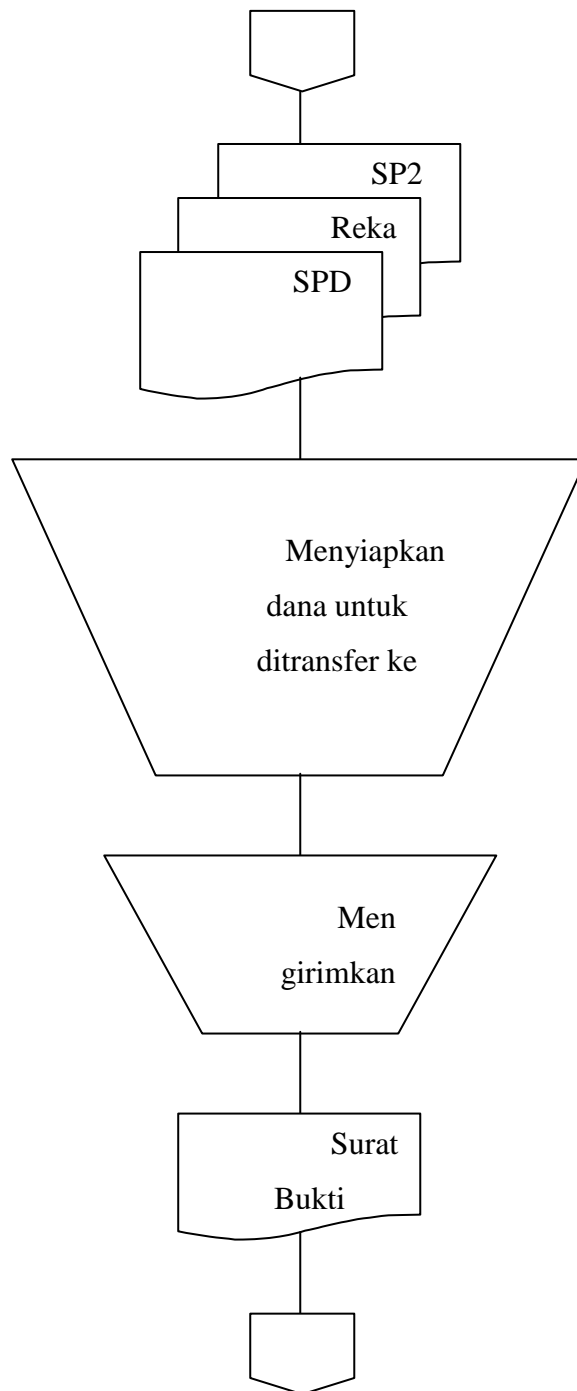 SP2
Reka
SPD
Menyiapkan
dana untuk
ditransfer ke
Men
girimkan
Surat
Bukti